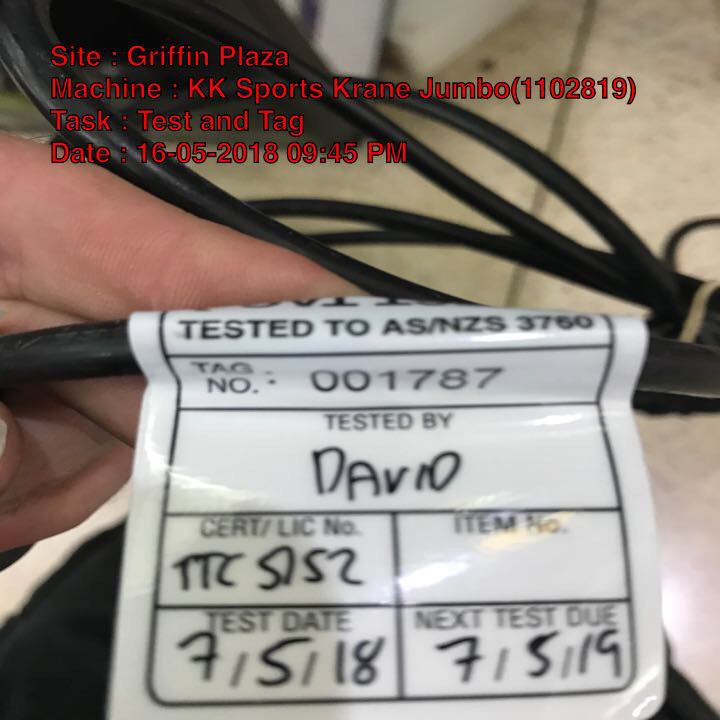 Site : Griffin Plaza
Machine : KK Sports Krane Jumbo(1102819)
Task : Test and Tag
Date : 16-05-2018 09:45 PM
TESTED TO AS/NZS 3760
TAG NO. : 001787
TESTED BY
DAVID
CERT/ LIC No.
ITEM No.
TTC 5152
TEST DATE
NEXT TEST DUE
7/5/18
7/5/19